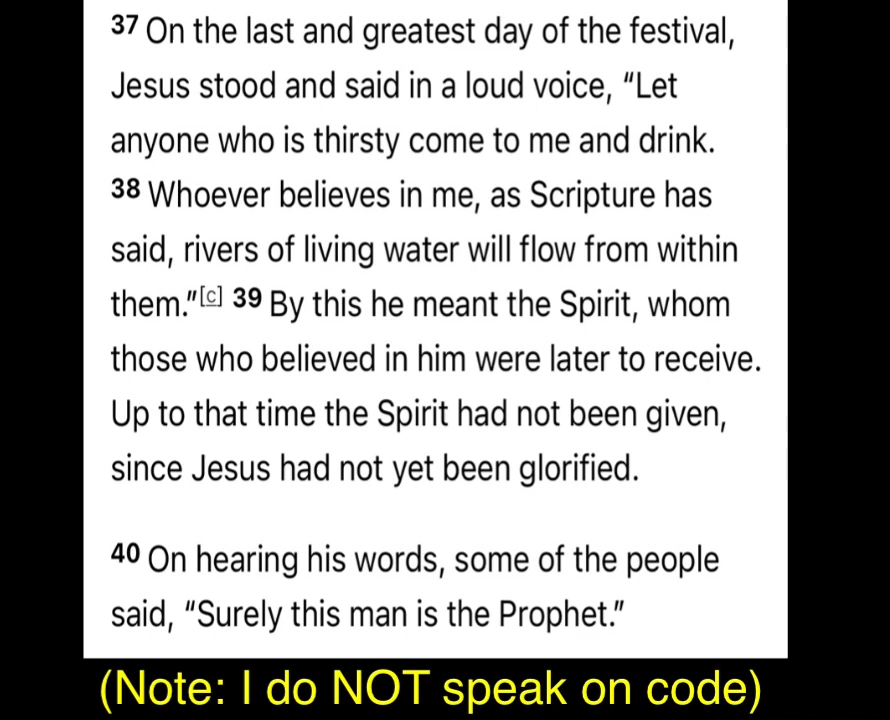 37 On the last and greatest day of the festival,
Jesus stood and said in a loud voice, “Let
anyone who is thirsty come to me and drink.
38 Whoever believes in me, as Scripture has
said, rivers of living water will flow from within
them.”[c] 39 By this he meant the Spirit, whom
those who believed in him were later to receive.
Up to that time the Spirit had not been given,
since Jesus had not yet been glorified.
40 On hearing his words, some of the people
said, “Surely this man is the Prophet.”
(Note: I do NOT speak on code)